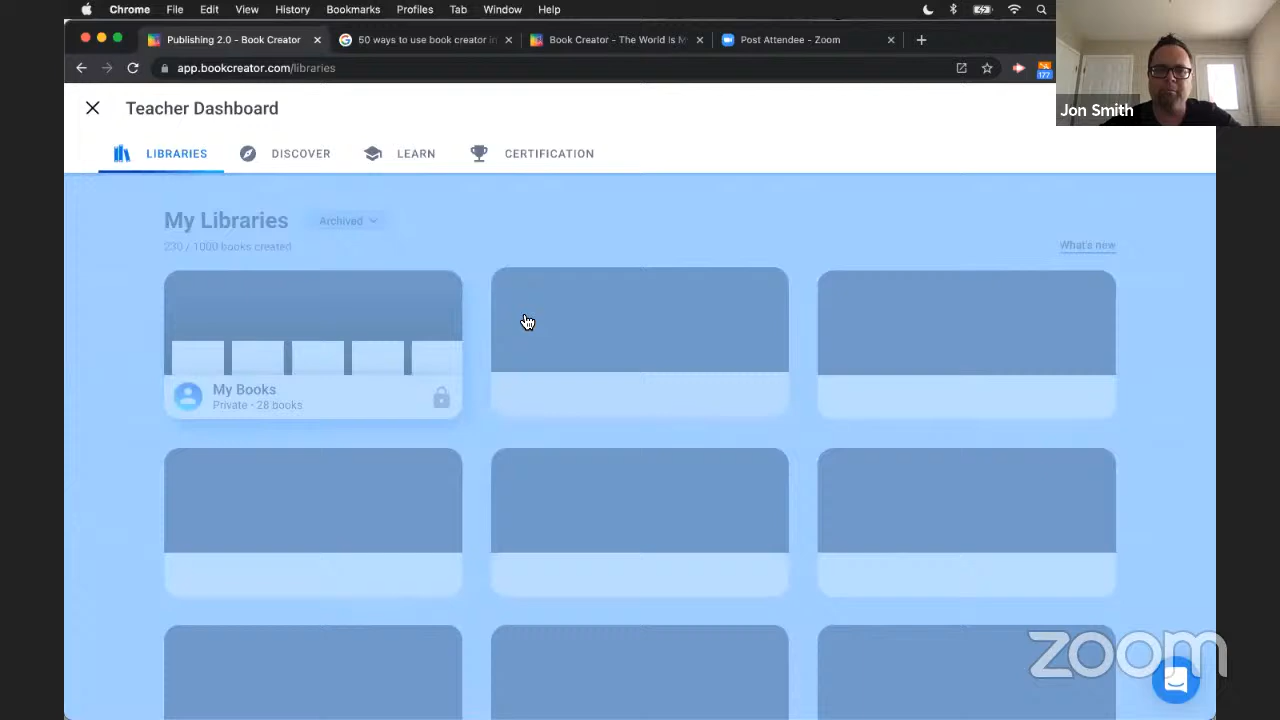 Chrome File Edit View History Bookmarks Profiles Tab Window Help
Publishing 2.0 - Book Creator
50 ways to use book creator in
Book Creator - The World Is M
Post Attendee - Zoom
app.bookcreator.com/libraries
177
Jon Smith
Teacher Dashboard
LIBRARIES DISCOVER LEARN CERTIFICATION
My Libraries Archived
230 / 1000 books created
What's new
My Books
Private • 28 books
zoom